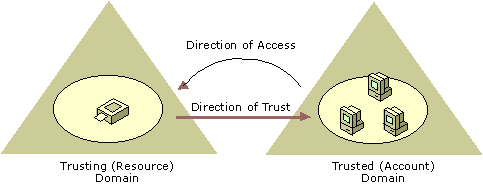 Direction of Access
Direction of Trust
Trusting (Resource)
Domain
Trusted (Account)
Domain